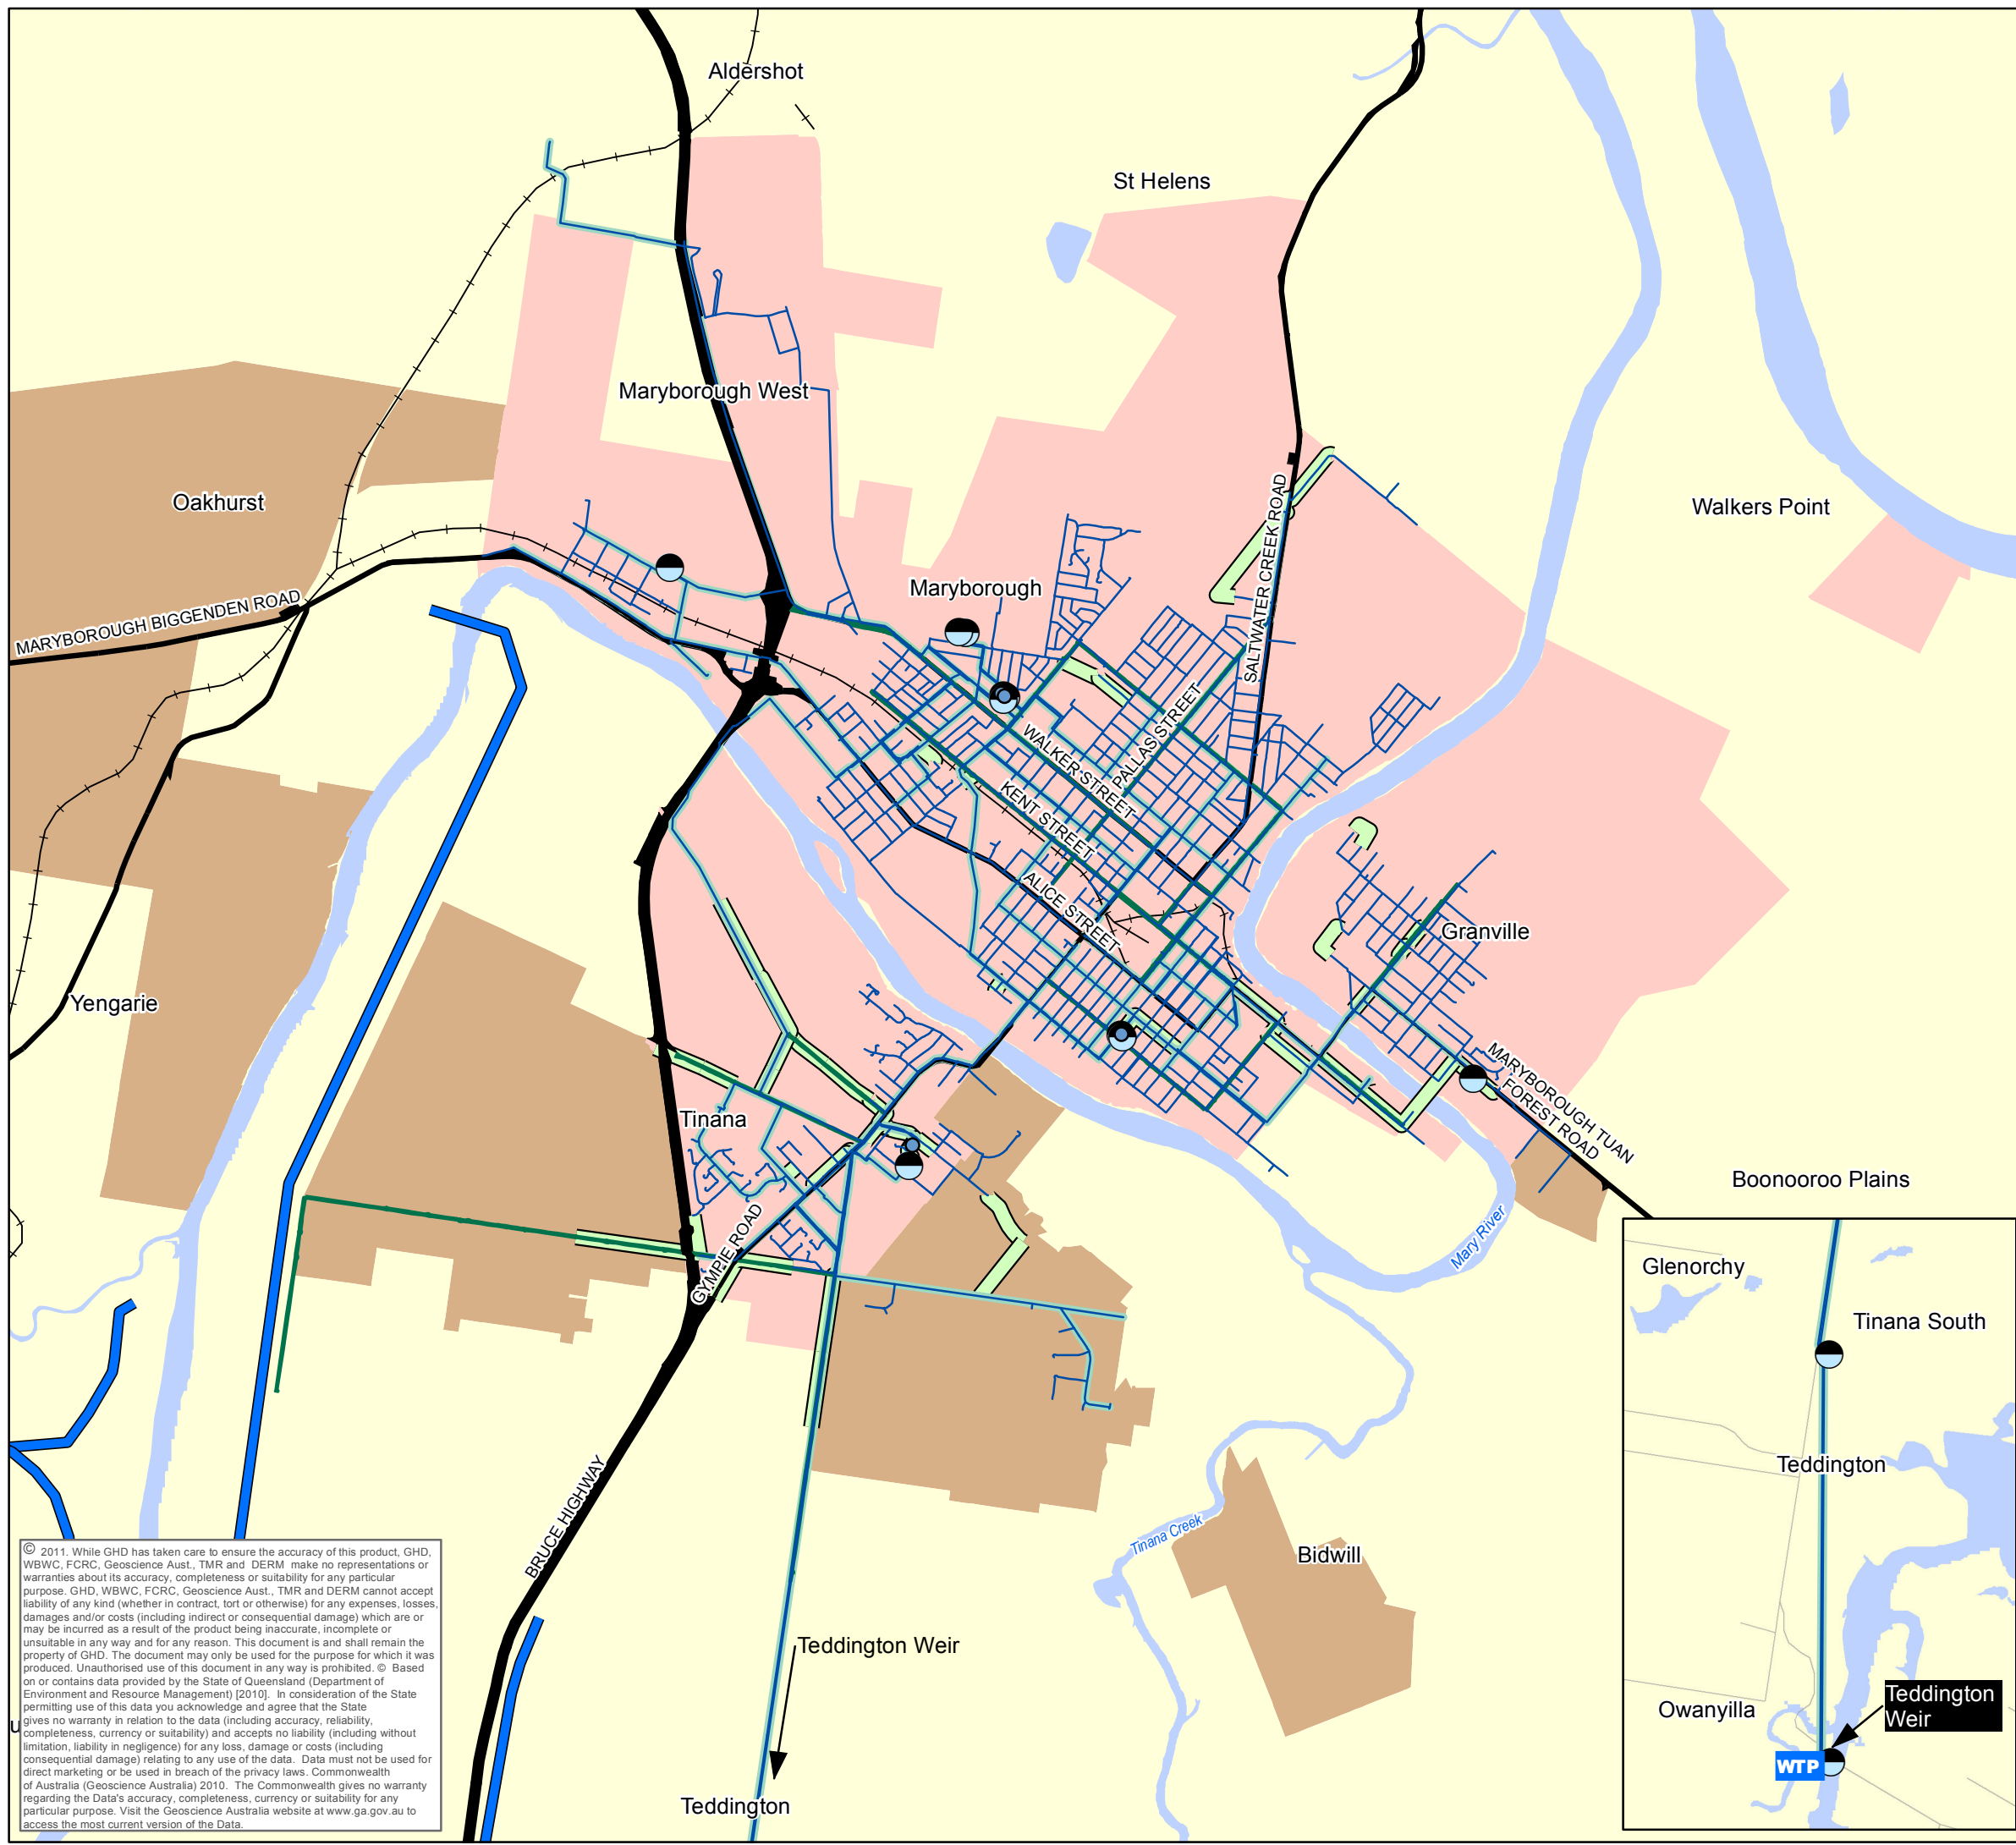 Aldershot
St Helens
Maryborough West
Oakhurst
Walkers Point
SALTWATER CREEK ROAD
Maryborough
MARYBOROUGH BIGGENDEN ROAD
WALKER STREET
PALLAS STREET
KENT STREET
ALICE STREET
Granville
Yengarie
MARYBOROUGH TUAN
FOREST ROAD
Tinana
Boonooroo Plains
GYMPIE ROAD
Mary River
Glenorchy
Tinana South
Teddington
BRUCE HIGHWAY
Tinana Creek
Bidwill
Teddington Weir
Owanyilla
Teddington
Weir
WTP
Teddington
© 2011. While GHD has taken care to ensure the accuracy of this product, GHD,
WBWC, FCRC, Geoscience Aust., TMR and DERM make no representations or
warranties about its accuracy, completeness or suitability for any particular
purpose. GHD, WBWC, FCRC, Geoscience Aust., TMR and DERM cannot accept
liability of any kind (whether in contract, tort or otherwise) for any expenses, losses,
damages and/or costs (including indirect or consequential damage) which are or
may be incurred as a result of the product being inaccurate, incomplete or
unsuitable in any way and for any reason. This document is and shall remain the
property of GHD. The document may only be used for the purpose for which it was
produced. Unauthorised use of this document in any way is prohibited. © Based
on or contains data provided by the State of Queensland (Department of
Environment and Resource Management) [2010]. In consideration of the State
permitting use of this data you acknowledge and agree that the State
gives no warranty in relation to the data (including accuracy, reliability,
completeness, currency or suitability) and accepts no liability (including without
limitation, liability in negligence) for any loss, damage or costs (including
consequential damage) relating to any use of the data. Data must not be used for
direct marketing or be used in breach of the privacy laws. Commonwealth
of Australia (Geoscience Australia) 2010. The Commonwealth gives no warranty
regarding the Data's accuracy, completeness, currency or suitability for any
particular purpose. Visit the Geoscience Australia website at www.ga.gov.au to
access the most current version of the Data.